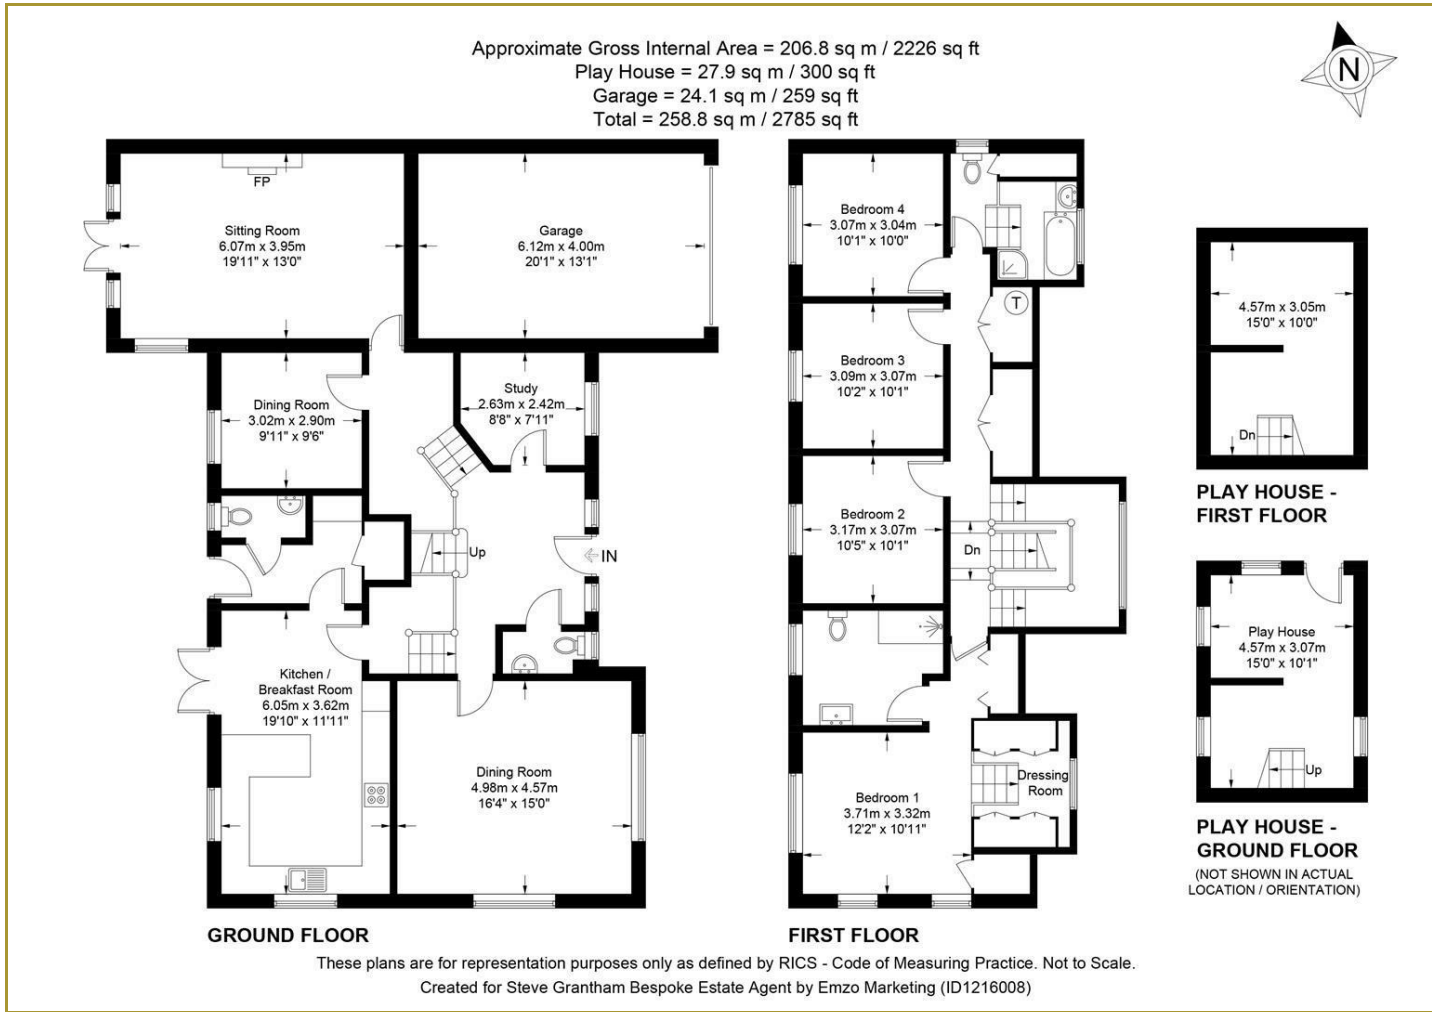 Approximate Gross Internal Area = 206.8 sq m / 2226 sq ft
Play House = 27.9 sq m / 300 sq ft
Garage = 24.1 sq m / 259 sq ft
Total = 258.8 sq m / 2785 sq ft
N
FP
Sitting Room
6.07m x 3.95m
19'11" x 13'0"
Garage
6.12m x 4.00m
20'1" x 13'1"
Dining Room
3.02m x 2.90m
9'11" x 9'6"
Study
2.63m x 2.42m
8'8" x 7'11"
Up
IN
Kitchen /
Breakfast Room
6.05m x 3.62m
19'10" x 11'11"
Dining Room
4.98m x 4.57m
16'4" x 15'0"
GROUND FLOOR
Bedroom 4
3.07m x 3.04m
10'1" x 10'0"
T
Bedroom 3
3.09m x 3.07m
10'2" x 10'1"
Bedroom 2
3.17m x 3.07m
10'5" x 10'1"
Dn
Bedroom 1
3.71m x 3.32m
12'2" x 10'11"
Dressing
Room
FIRST FLOOR
4.57m x 3.05m
15'0" x 10'0"
Dn
PLAY HOUSE -
FIRST FLOOR
Play House
4.57m x 3.07m
15'0" x 10'1"
Up
PLAY HOUSE -
GROUND FLOOR
(NOT SHOWN IN ACTUAL
LOCATION / ORIENTATION)
These plans are for representation purposes only as defined by RICS - Code of Measuring Practice. Not to Scale.
Created for Steve Grantham Bespoke Estate Agent by Emzo Marketing (ID1216008)